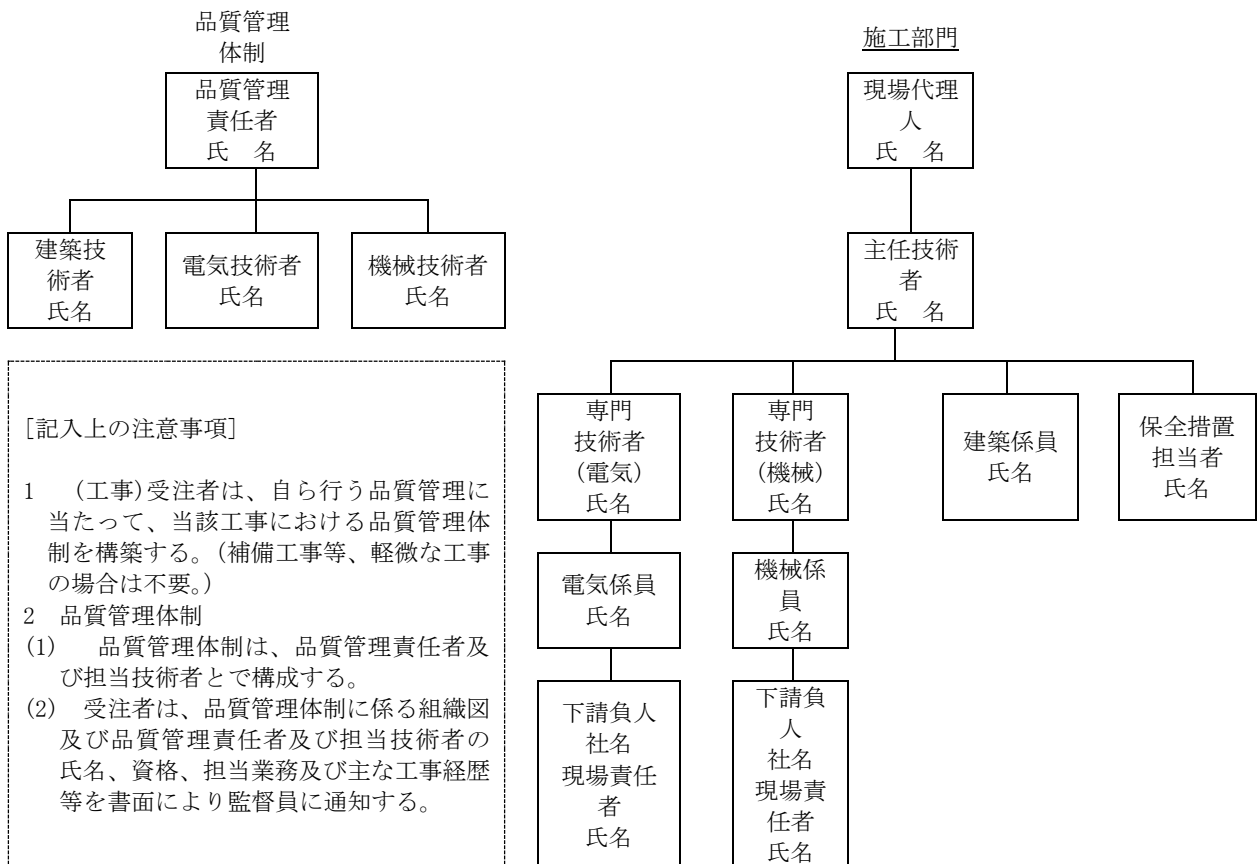 品質管理
体制
品質管理
責任者
氏　名
建築技
術者
氏名
電気技術者
氏名
機械技術者
氏名
[記入上の注意事項]
1　(工事)受注者は、自ら行う品質管理に
当たって、当該工事における品質管理体
制を構築する。(補備工事等、軽微な工事
の場合は不要。)
2　品質管理体制
(1)　品質管理体制は、品質管理責任者及
び担当技術者とで構成する。
(2)　受注者は、品質管理体制に係る組織図
及び品質管理責任者及び担当技術者の
氏名、資格、担当業務及び主な工事経歴
等を書面により監督員に通知する。
施工部門
現場代理
人
氏　名
主任技術
者
氏　名
専門
技術者
(電気)
氏名
専門
技術者
(機械)
氏名
建築係員
氏名
保全措置
担当者
氏名
電気係員
氏名
機械係
員
氏名
下請負人
社名
現場責任
者
氏名
下請負
人
社名
現場責
任者
氏名